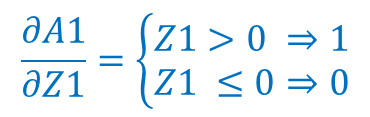 ∂A1/∂Z1 = { Z1 > 0 ⇒ 1
Z1 ≤ 0 ⇒ 0